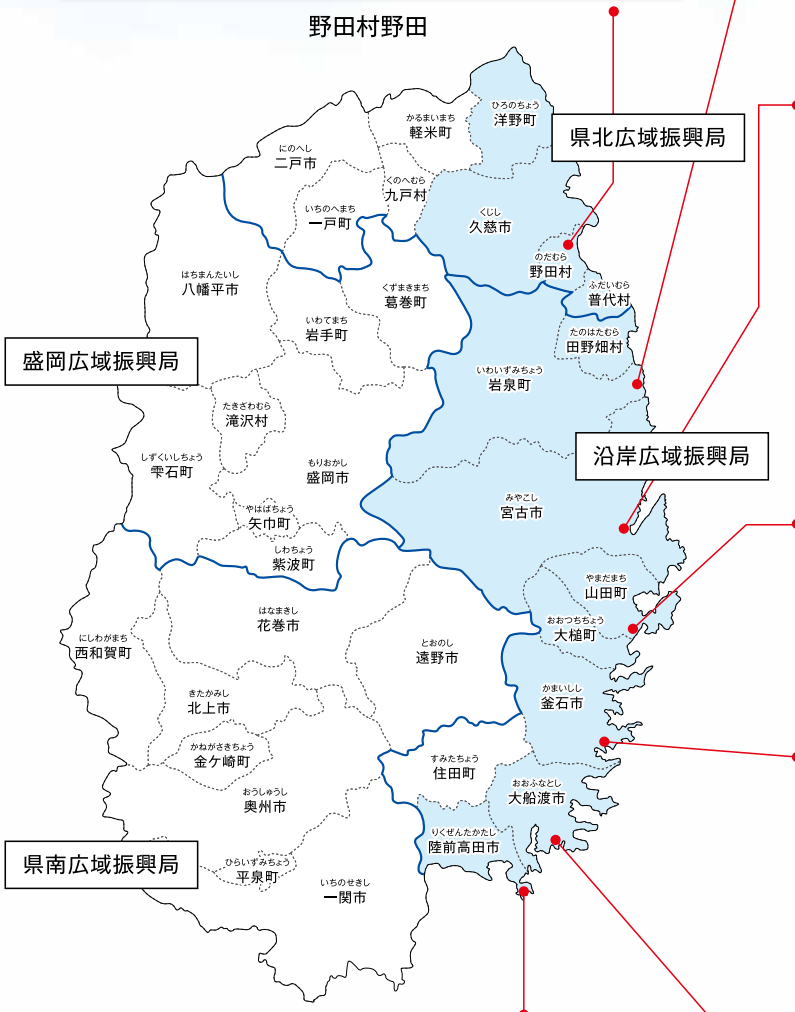 野田村野田
ひろのちょう
洋野町
かるまいまち
軽米町
県北広域振興局
にのへし
二戸市
くのへむら
九戸村
いちのへまち
一戸町
くじし
久慈市
のだむら
野田村
はちまんたいし
八幡平市
くずまきまち
葛巻町
ふだいむら
普代村
いわてまち
岩手町
たのはたむら
田野畑村
盛岡広域振興局
いわいずみちょう
岩泉町
たきざわむら
滝沢村
しずくいしちょう
雫石町
もりおかし
盛岡市
沿岸広域振興局
みやこし
宮古市
やはばちょう
矢巾町
しわちょう
紫波町
やまだまち
山田町
はなまきし
花巻市
おおつちちょう
大槌町
にしわがまち
西和賀町
とおのし
遠野市
きたかみし
北上市
かまいしし
釜石市
かねがさきちょう
金ケ崎町
すみたちょう
住田町
おうしゅうし
奥州市
おおふなとし
大船渡市
りくぜんたかたし
陸前高田市
県南広域振興局
ひらいずみちょう
平泉町
いちのせきし
一関市